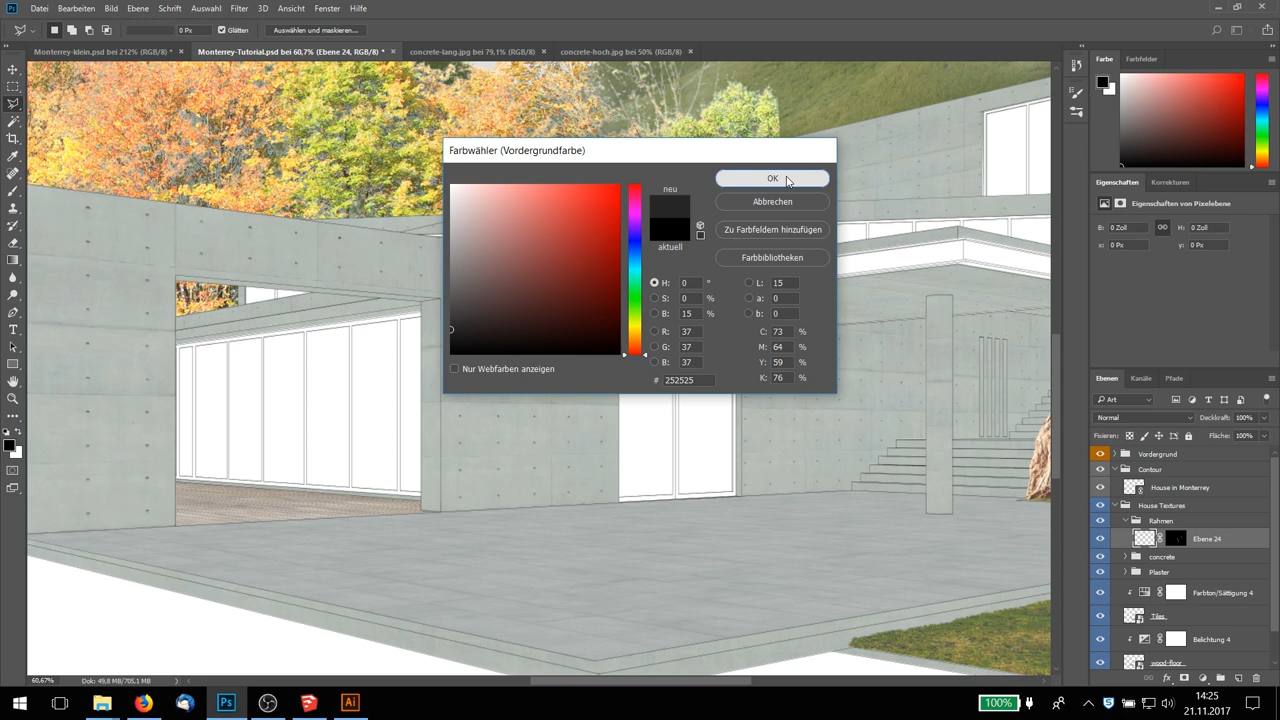 Datei Bearbeiten Bild Ebene Schrift Auswahl Filter 3D Ansicht Fenster Hilfe
0 Px Glätten Auswählen und maskieren...
Monterrey-klein.psd bei 212% (RGB/8) * Monterrey-Tutorial.psd bei 60,7% (Ebene 24, RGB/8) * concrete-lang.jpg bei 79,1% (RGB/8) concrete-hoch.jpg bei 50% (RGB/8)
Farbe Farbfelder
Farbwähler (Vordergrundfarbe)
neu
aktuell
OK
Abbrechen
Zu Farbfeldern hinzufügen
Farbbibliotheken
H: 0 ° L: 15
S: 0 % a: 0
B: 15 % b: 0
R: 37 C: 73 %
G: 37 M: 64 %
B: 37 Y: 59 %
# 252525 K: 76 %
Nur Webfarben anzeigen
Eigenschaften Korrekturen
Eigenschaften von Pixelebene
B: 0 Zoll H: 0 Zoll
x: 0 Px y: 0 Px
Ebenen Kanäle Pfade
Art
Normal Deckkraft: 100%
Fixieren: Fläche: 100%
Vordergrund
Contour
House in Monterrey
House Textures
Rahmen
Ebene 24
concrete
Plaster
Farbton/Sättigung 4
Tiles
Belichtung 4
wood-floor
fx
60,67% Dok: 49,8 MB/705,1 MB
Ps Ai 100% 14:25
21.11.2017